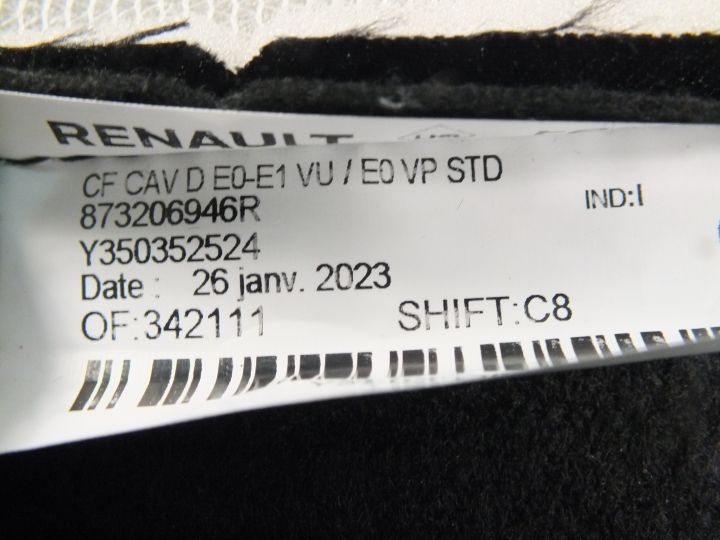 RENAULT
CF CAV D E0-E1 VU / E0 VP STD
873206946R IND:I
Y350352524
Date : 26 janv. 2023
OF:342111 SHIFT:C8